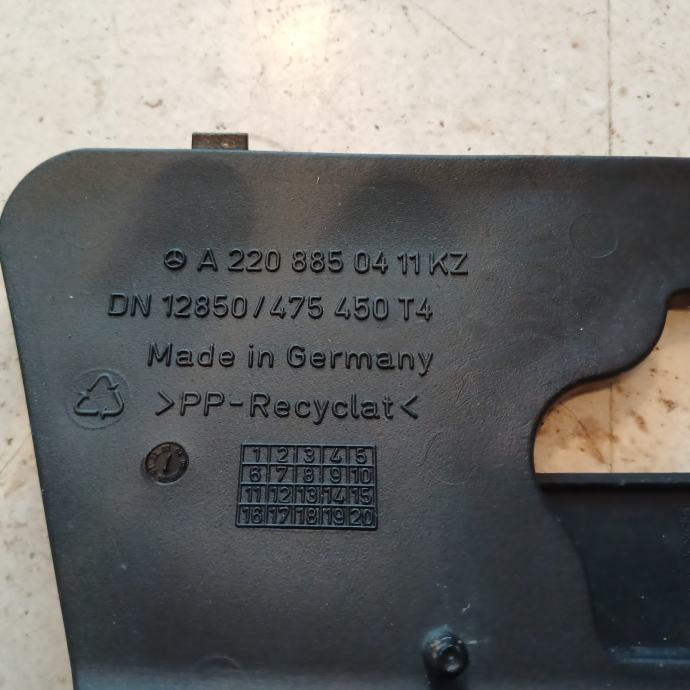 A 220 885 04 11 KZ
DN 12850/475 450 T4
Made in Germany
>PP-Recyclat<
1 2 3 4 5
6 7 8 9 10
11 12 13 14 15
16 17 18 19 20